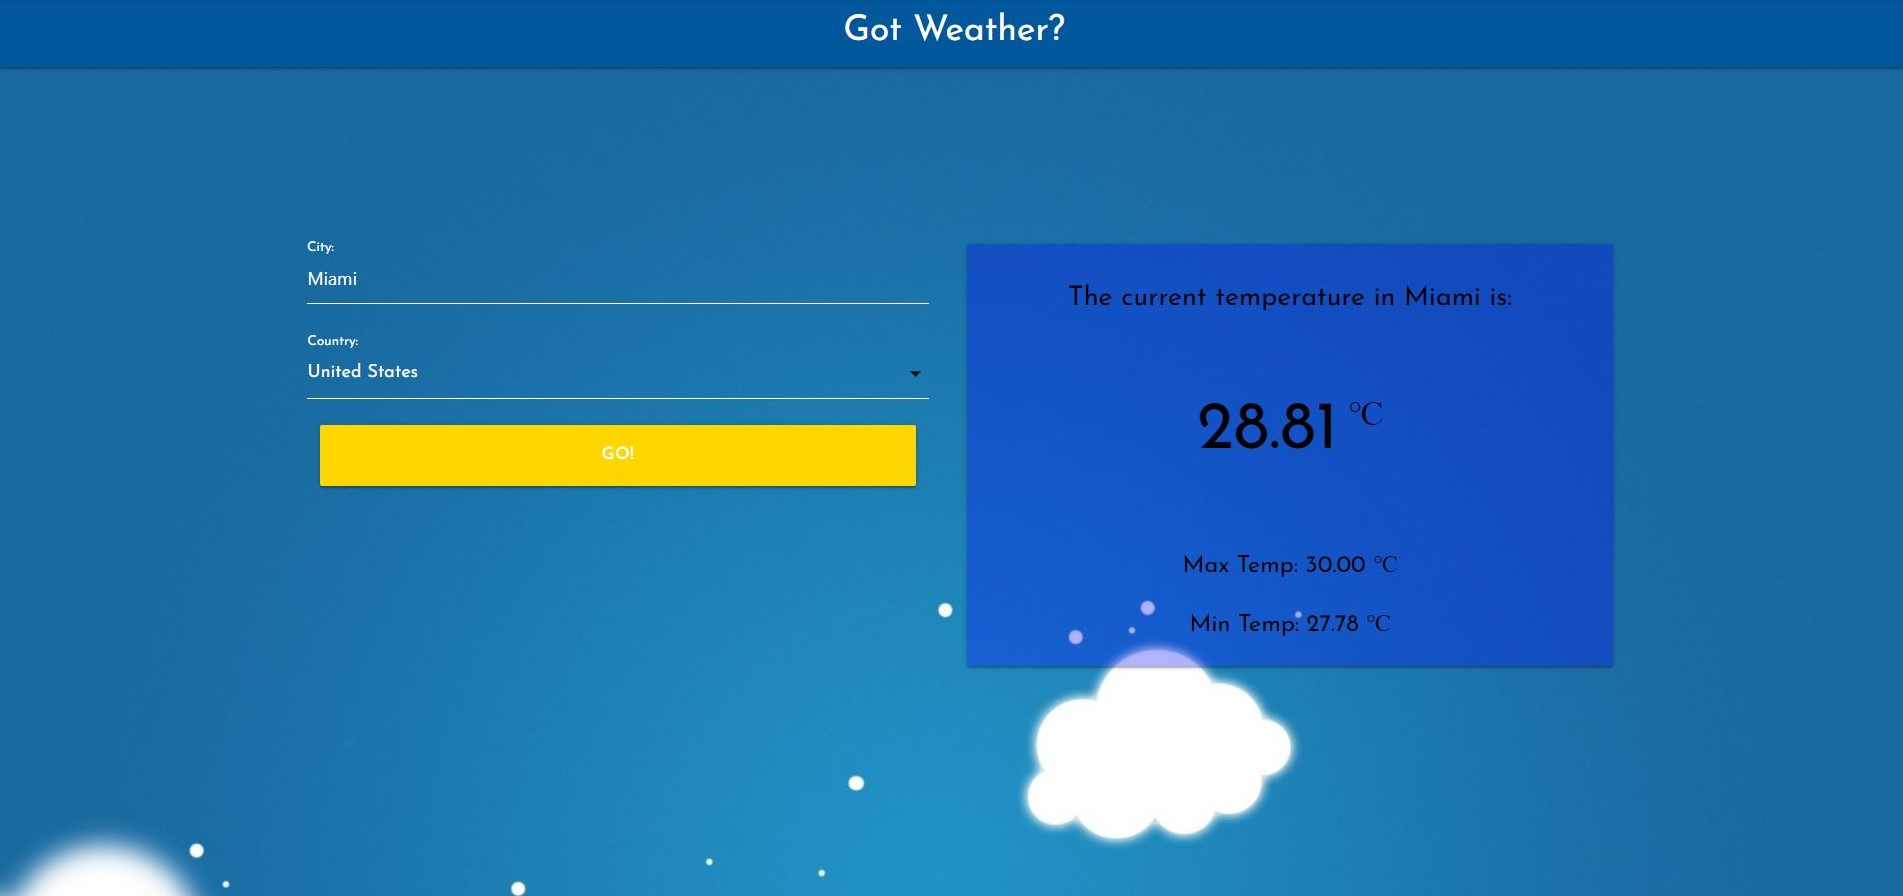 Got Weather?
City:
Miami
Country:
United States
GO!
The current temperature in Miami is:
28.81 °C
Max Temp: 30.00 °C
Min Temp: 27.78 °C